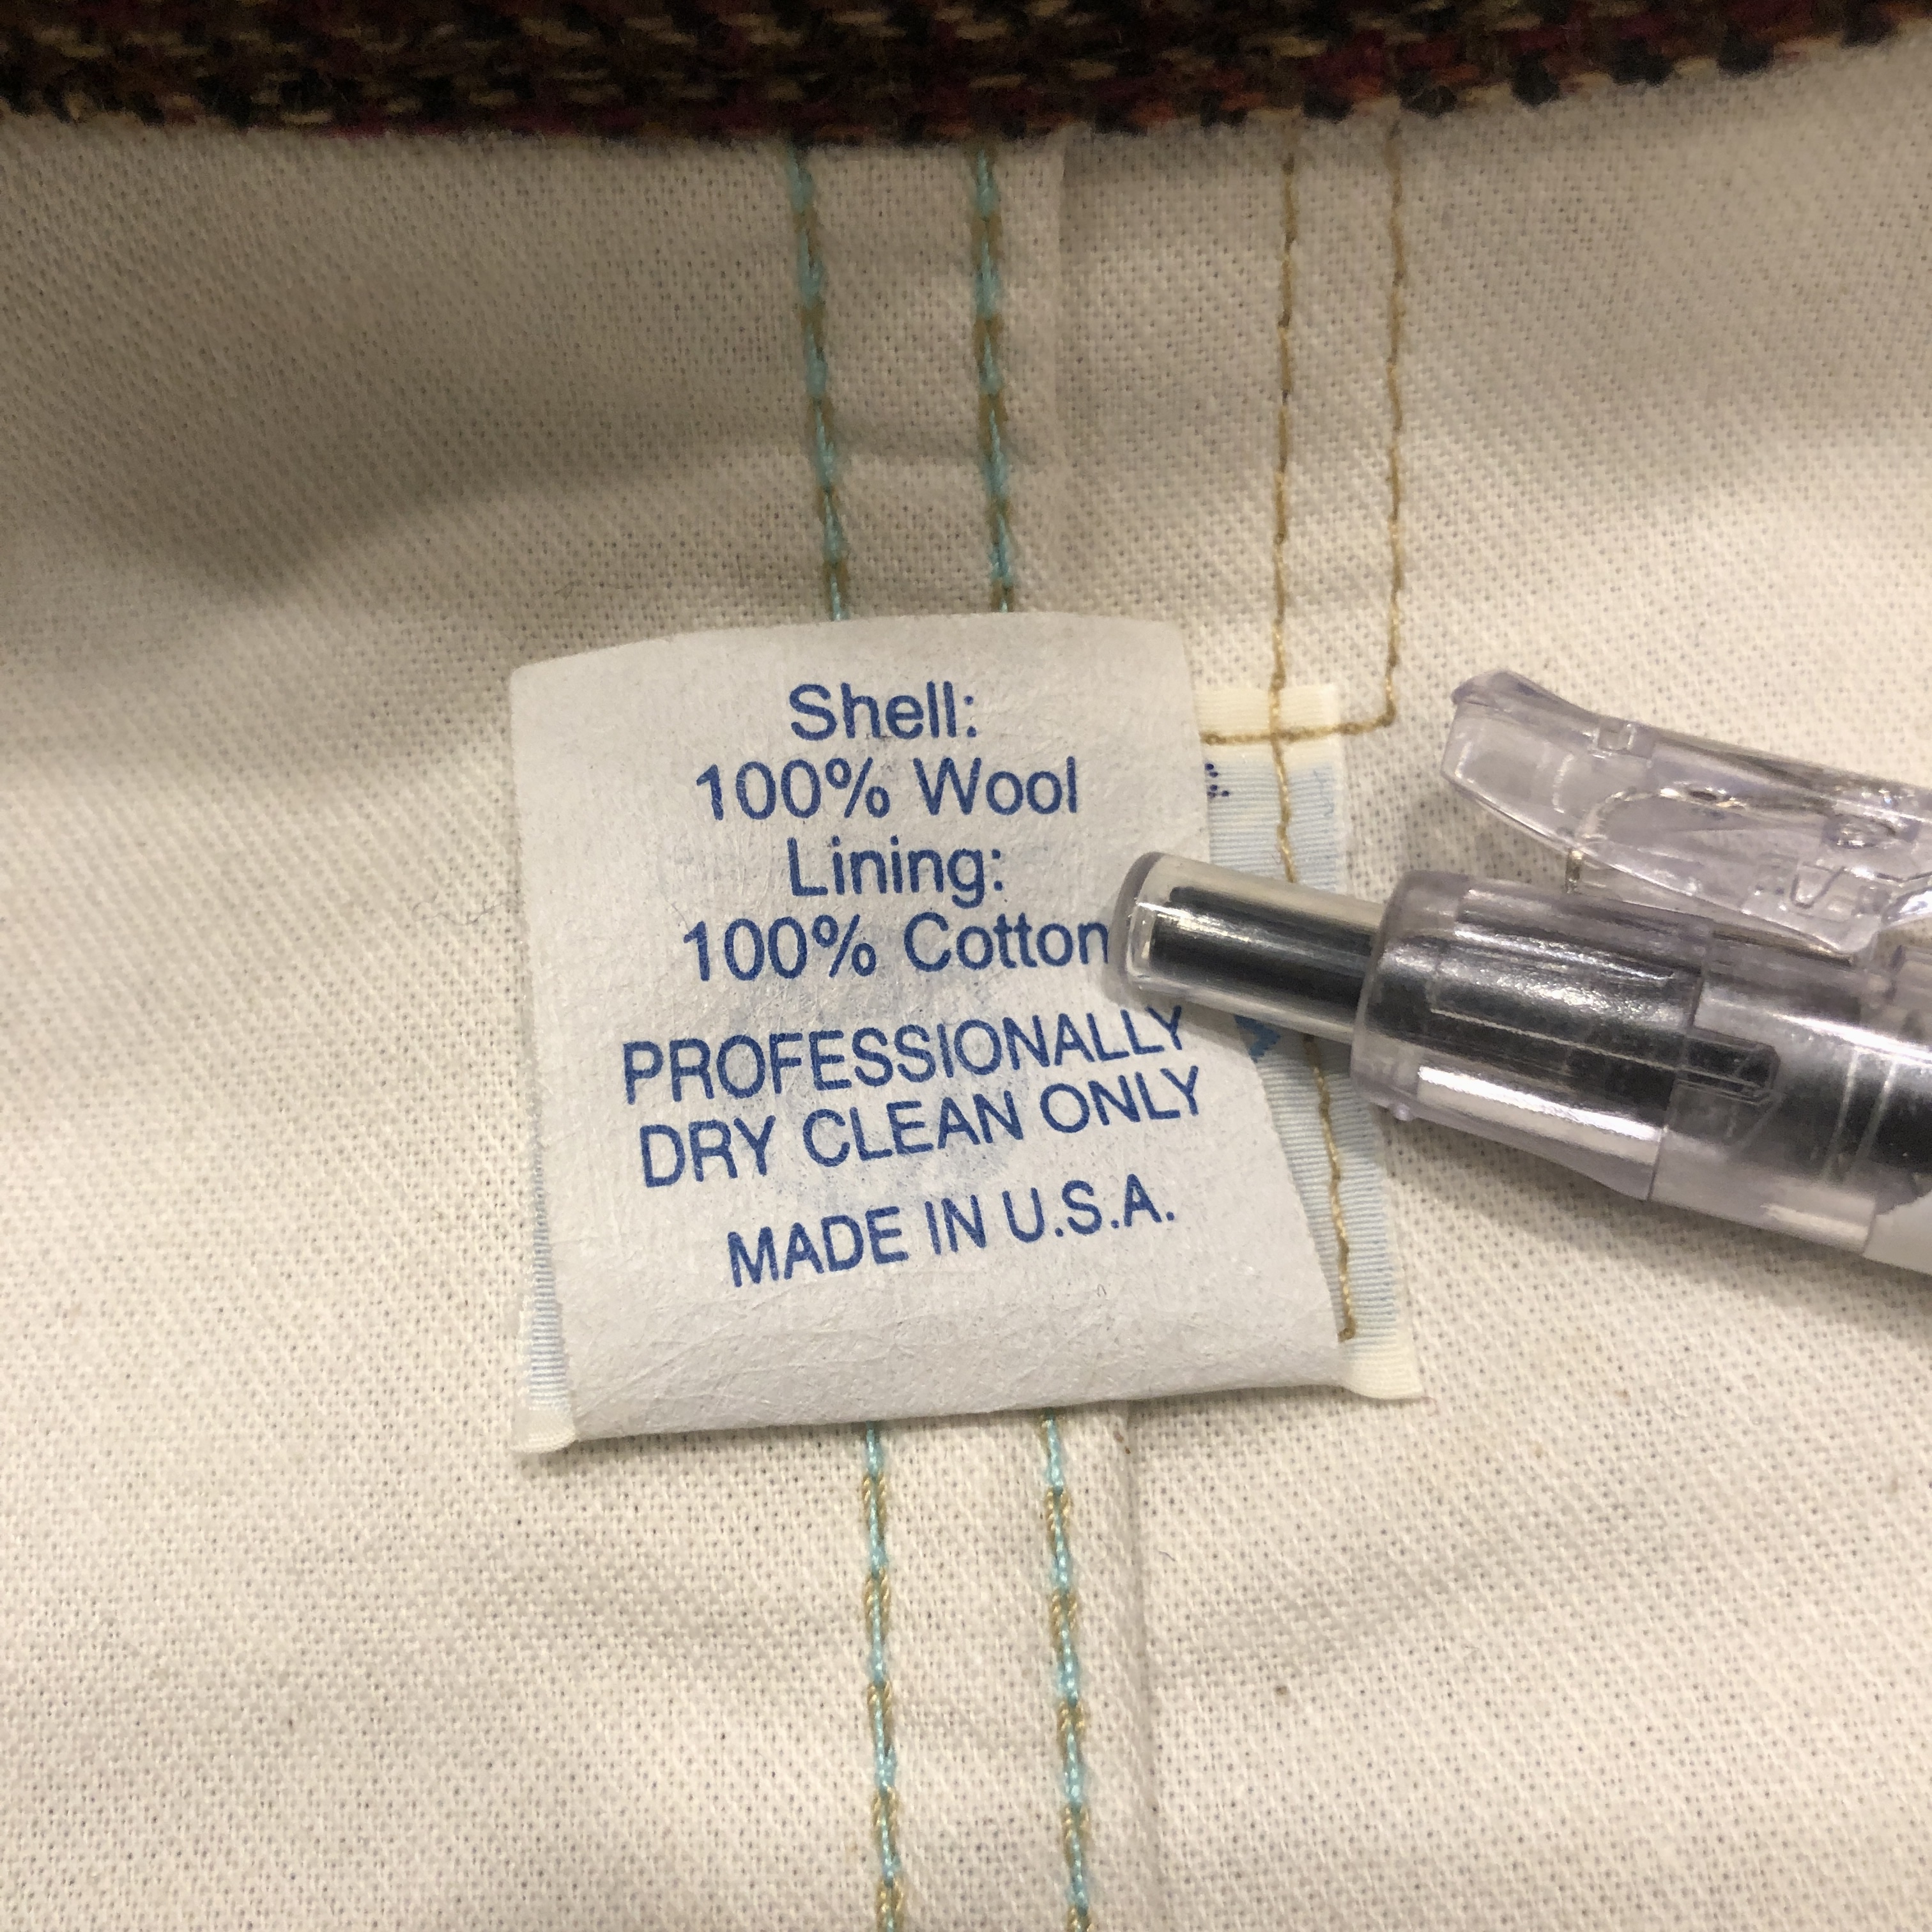 Shell:
100% Wool
Lining:
100% Cotton
PROFESSIONALLY
DRY CLEAN ONLY
MADE IN U.S.A.